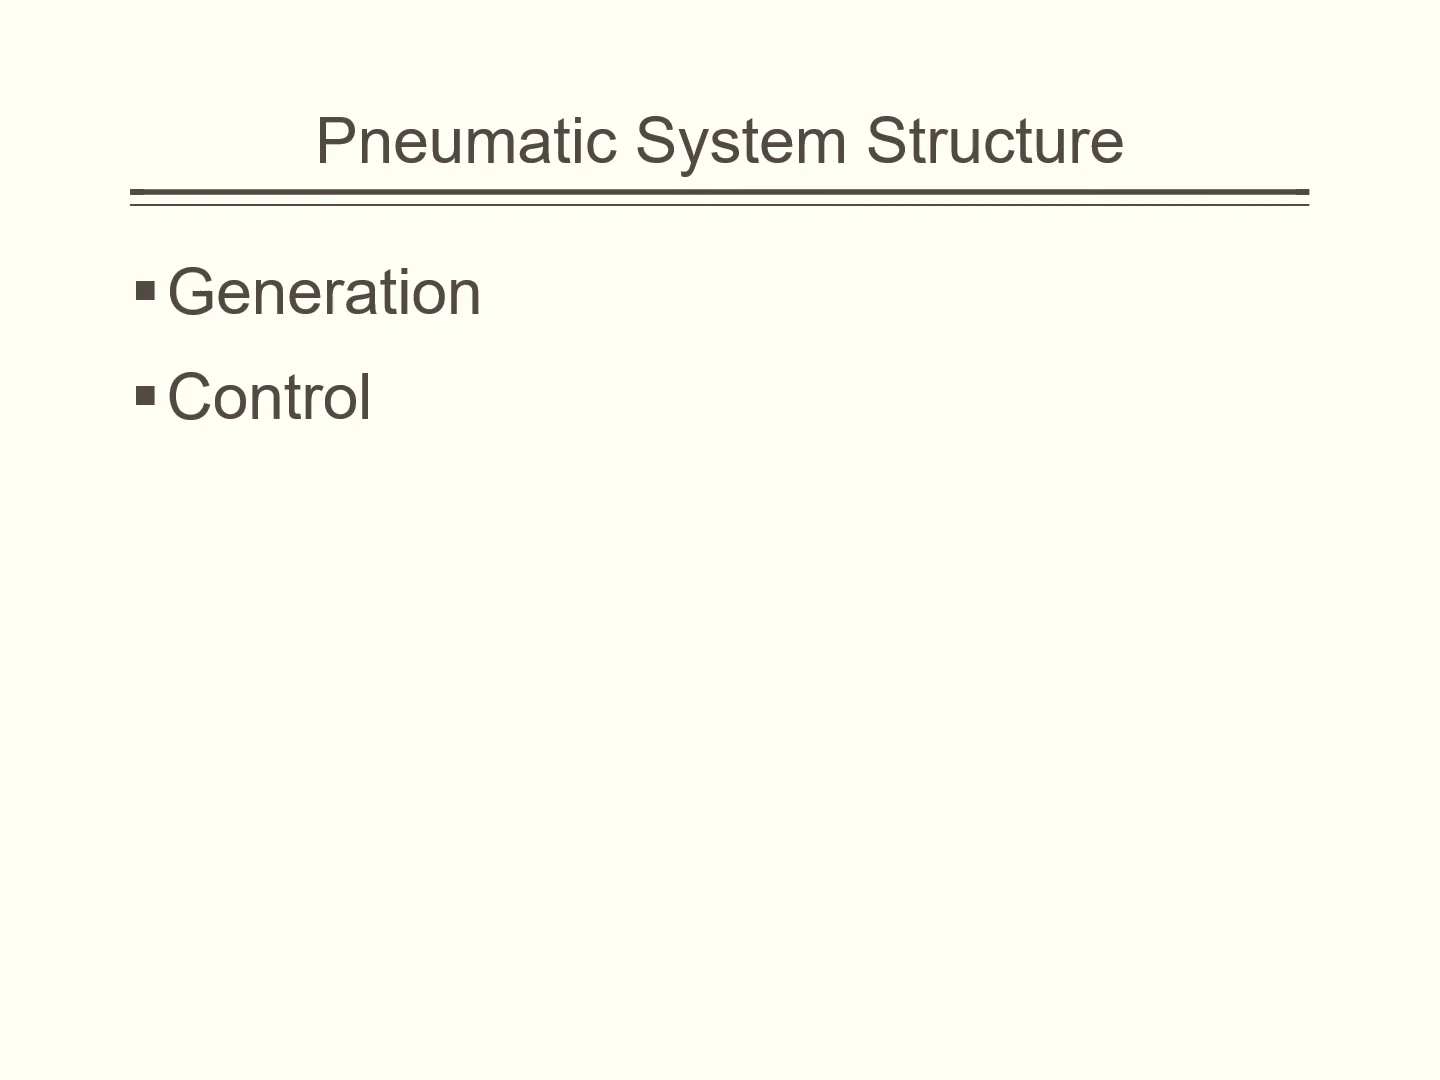 Pneumatic System Structure
▪Generation
▪Control